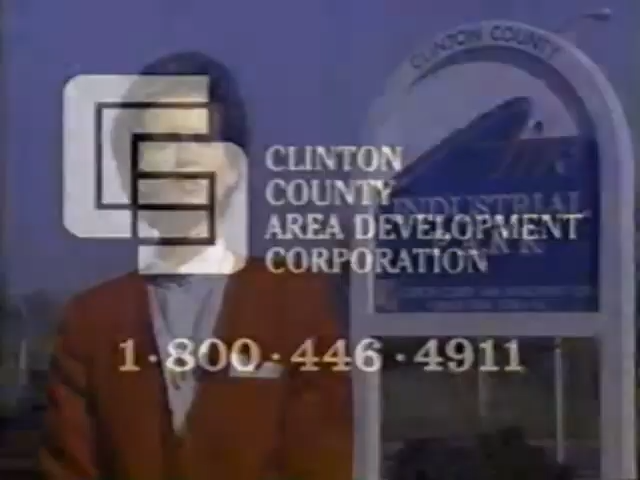 CLINTON COUNTY
CLINTON
COUNTY
AREA DEVELOPMENT
CORPORATION
INDUSTRIAL
PARK
1·800·446·4911